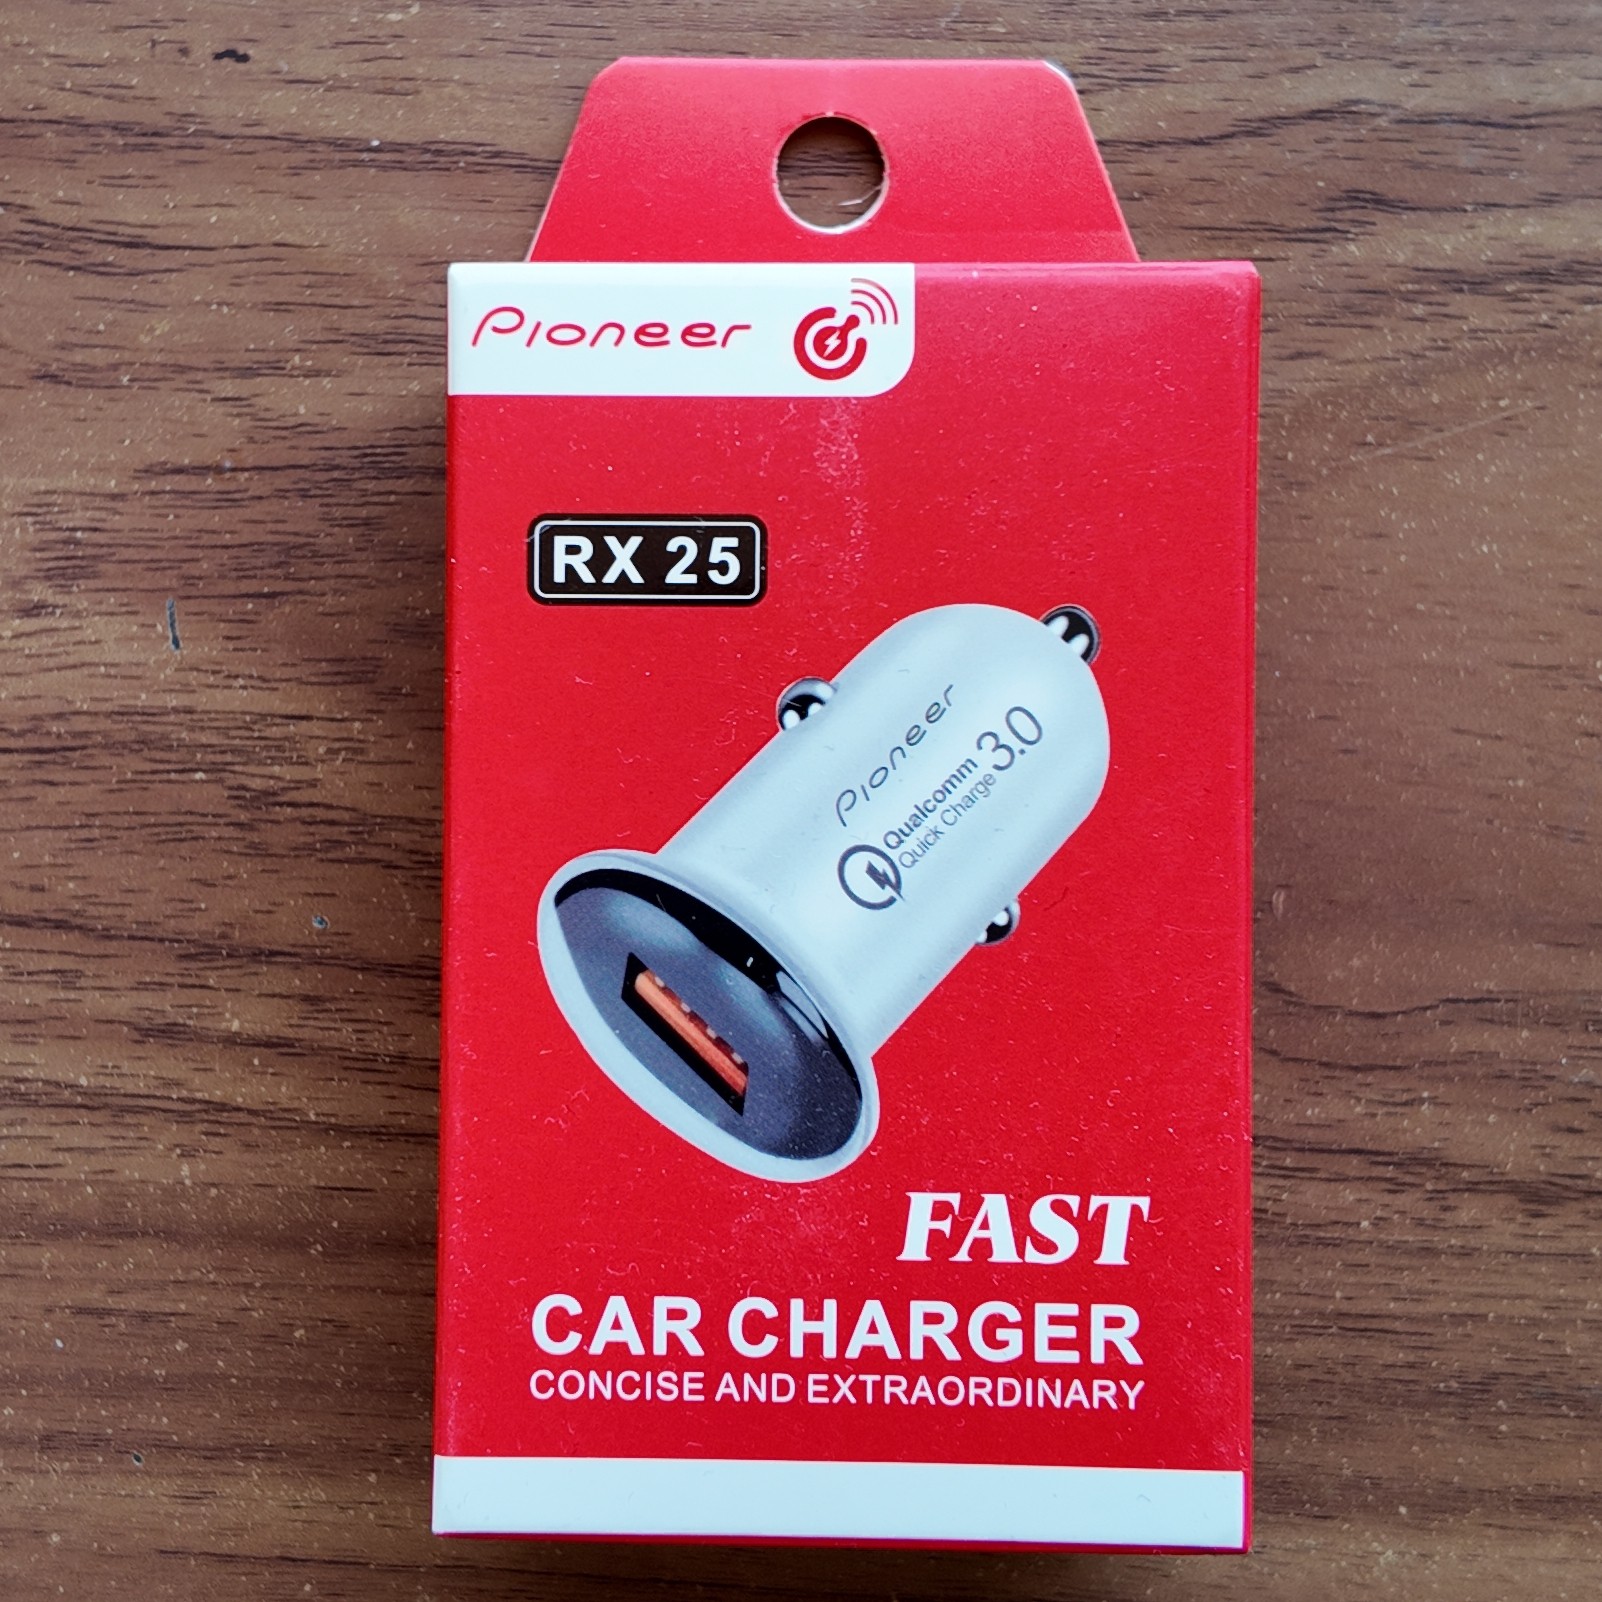 Pioneer
RX 25
Pioneer
Qualcomm
Quick Charge 3.0
FAST
CAR CHARGER
CONCISE AND EXTRAORDINARY